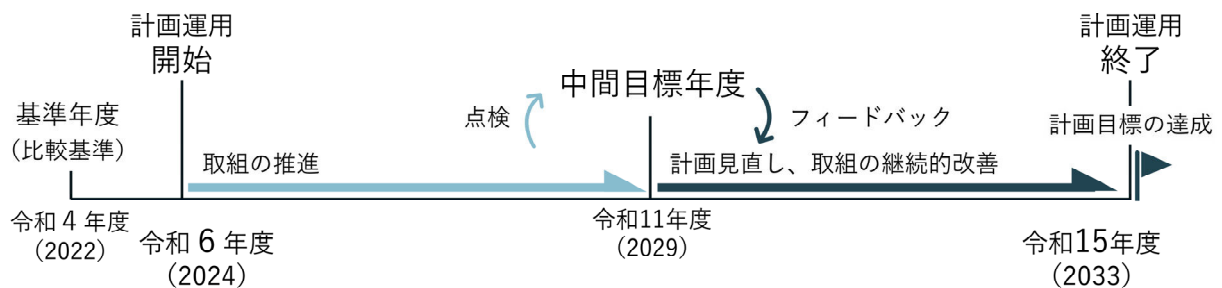 計画運用
開始
基準年度
（比較基準）
取組の推進
点検
中間目標年度
フィードバック
計画見直し、取組の継続的改善
計画運用
終了
計画目標の達成
令和４年度
（2022）
令和６年度
（2024）
令和11年度
（2029）
令和15年度
（2033）